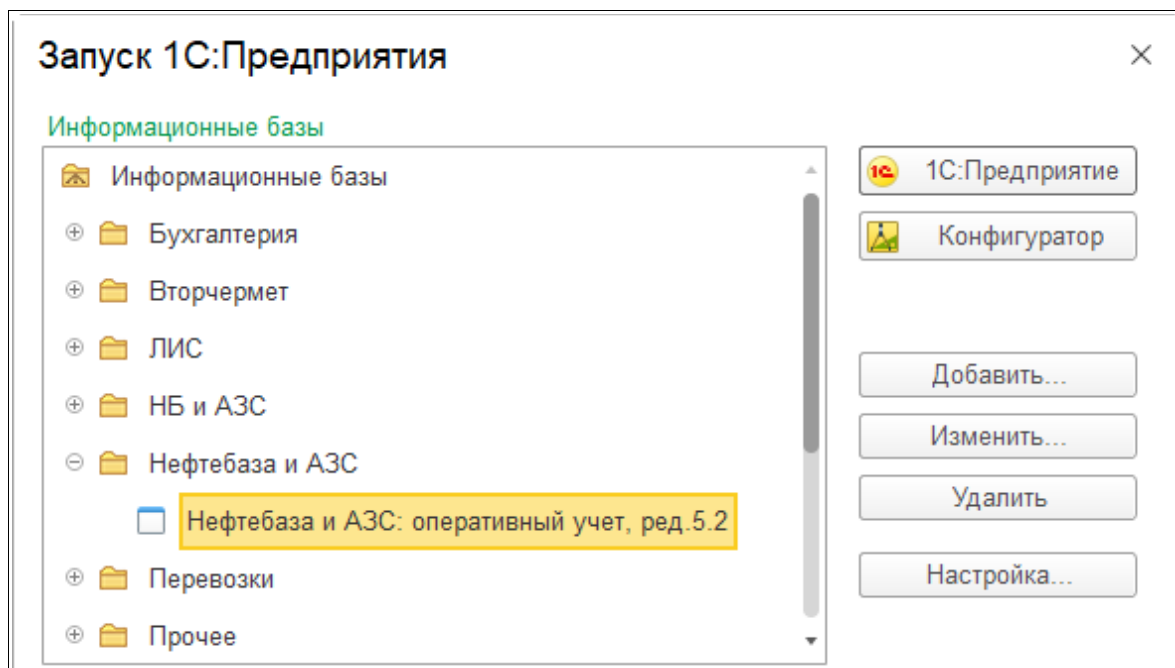 Запуск 1С:Предприятия
Информационные базы
Информационные базы
Бухгалтерия
Вторчермет
ЛИС
НБ и АЗС
Нефтебаза и АЗС
Нефтебаза и АЗС: оперативный учет, ред.5.2
Перевозки
Прочее
1С:Предприятие
Конфигуратор
Добавить...
Изменить...
Удалить
Настройка...